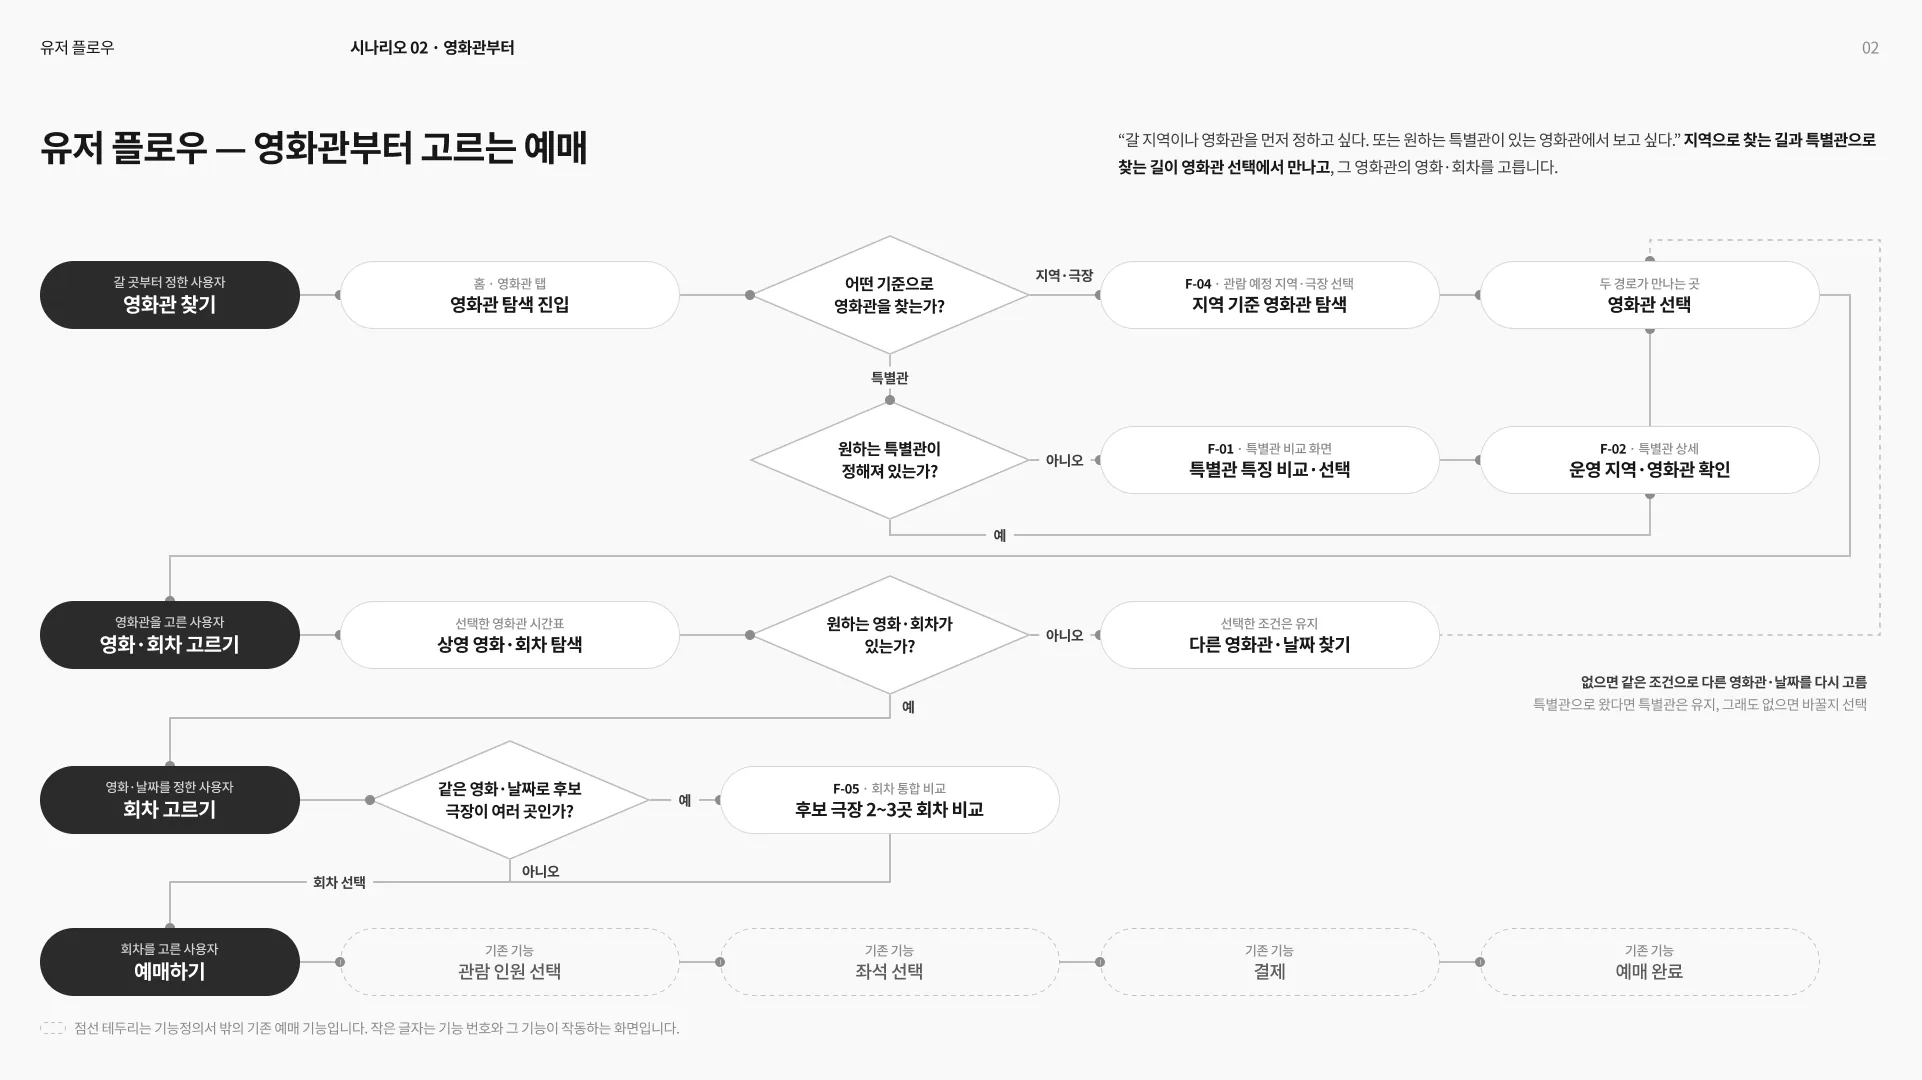 유저 플로우
시나리오 02 · 영화관부터
02
유저 플로우 — 영화관부터 고르는 예매
“갈 지역이나 영화관을 먼저 정하고 싶다. 또는 원하는 특별관이 있는 영화관에서 보고 싶다.” 지역으로 찾는 길과 특별관으로
찾는 길이 영화관 선택에서 만나고, 그 영화관의 영화·회차를 고릅니다.
갈 곳부터 정한 사용자
영화관 찾기
홈 · 영화관 탭
영화관 탐색 진입
어떤 기준으로
영화관을 찾는가?
지역·극장
F-04 · 관람 예정 지역·극장 선택
지역 기준 영화관 탐색
두 경로가 만나는 곳
영화관 선택
특별관
원하는 특별관이
정해져 있는가?
아니오
F-01 · 특별관 비교 화면
특별관 특징 비교·선택
F-02 · 특별관 상세
운영 지역·영화관 확인
예
영화관을 고른 사용자
영화·회차 고르기
선택한 영화관 시간표
상영 영화·회차 탐색
원하는 영화·회차가
있는가?
아니오
선택한 조건은 유지
다른 영화관·날짜 찾기
없으면 같은 조건으로 다른 영화관·날짜를 다시 고름
특별관으로 왔다면 특별관은 유지, 그래도 없으면 바꿀지 선택
예
영화·날짜를 정한 사용자
회차 고르기
같은 영화·날짜로 후보
극장이 여러 곳인가?
예
F-05 · 회차 통합 비교
후보 극장 2~3곳 회차 비교
아니오
회차 선택
회차를 고른 사용자
예매하기
기존 기능
관람 인원 선택
기존 기능
좌석 선택
기존 기능
결제
기존 기능
예매 완료
점선 테두리는 기능정의서 밖의 기존 예매 기능입니다. 작은 글자는 기능 번호와 그 기능이 작동하는 화면입니다.